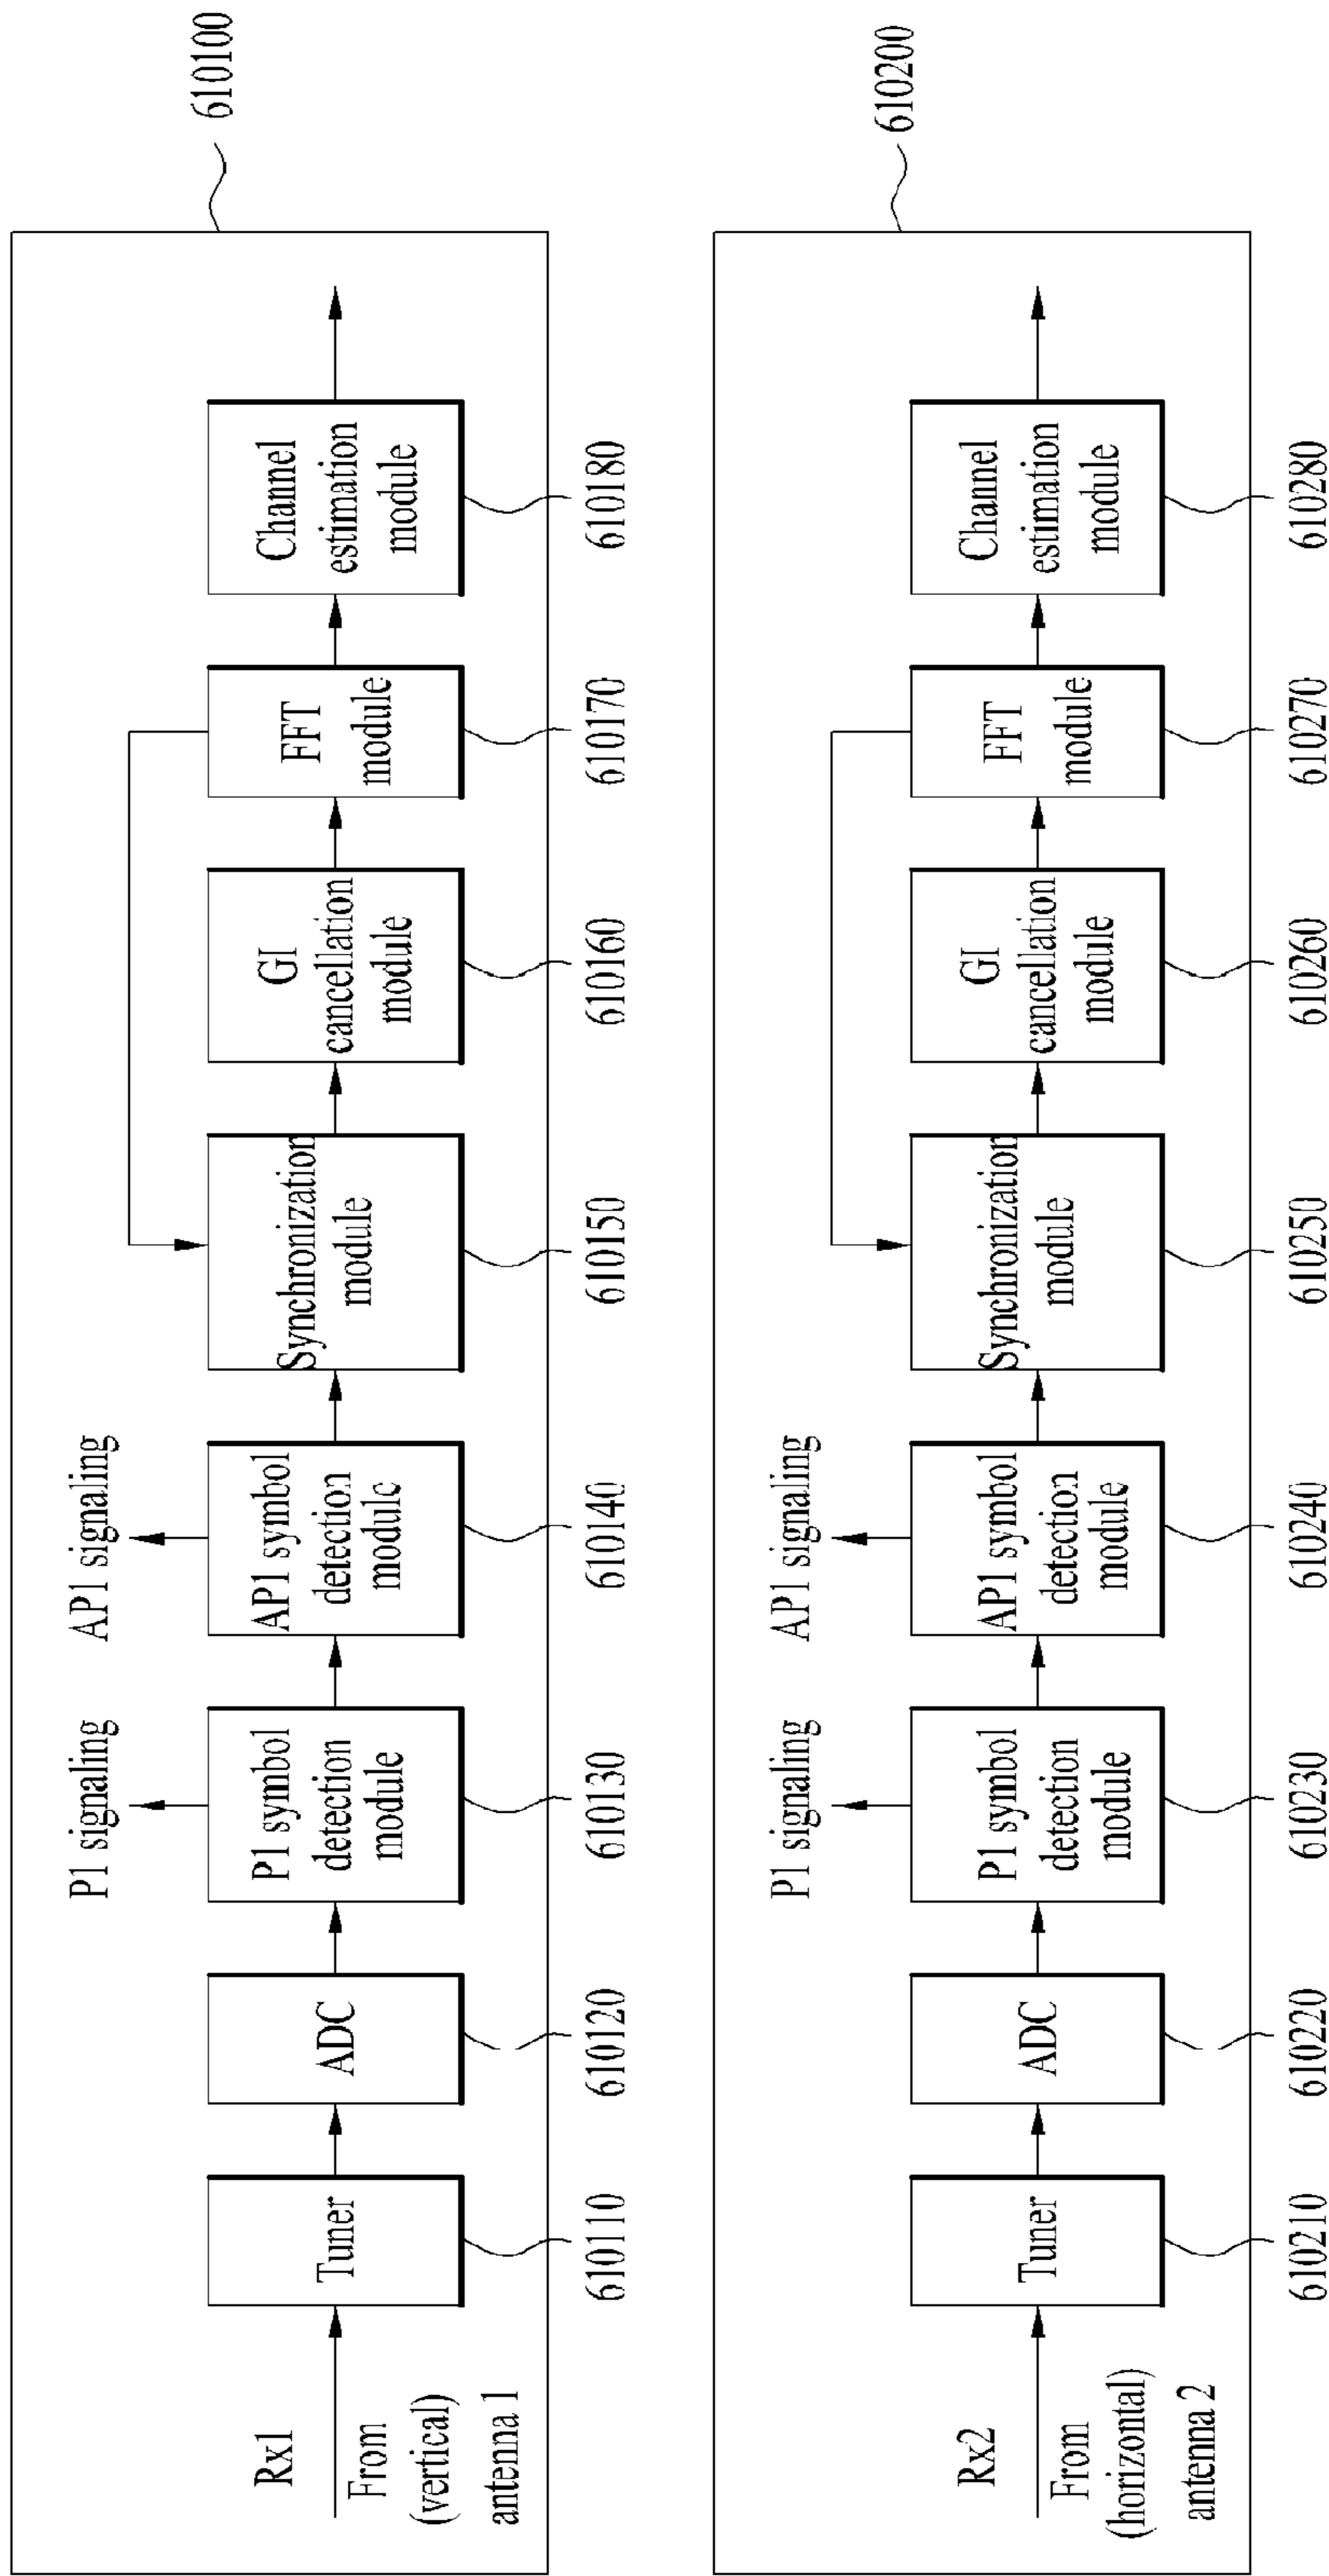 610100
P1 signaling
AP1 signaling
Rx1
From
(vertical)
antenna 1
Tuner
ADC
P1 symbol
detection
module
AP1 symbol
detection
module
Synchronization
module
GI
cancellation
module
FFT
module
Channel
estimation
module
610110
610120
610130
610140
610150
610160
610170
610180
610200
P1 signaling
AP1 signaling
Rx2
From
(horizontal)
antenna 2
Tuner
ADC
P1 symbol
detection
module
AP1 symbol
detection
module
Synchronization
module
GI
cancellation
module
FFT
module
Channel
estimation
module
610210
610220
610230
610240
610250
610260
610270
610280